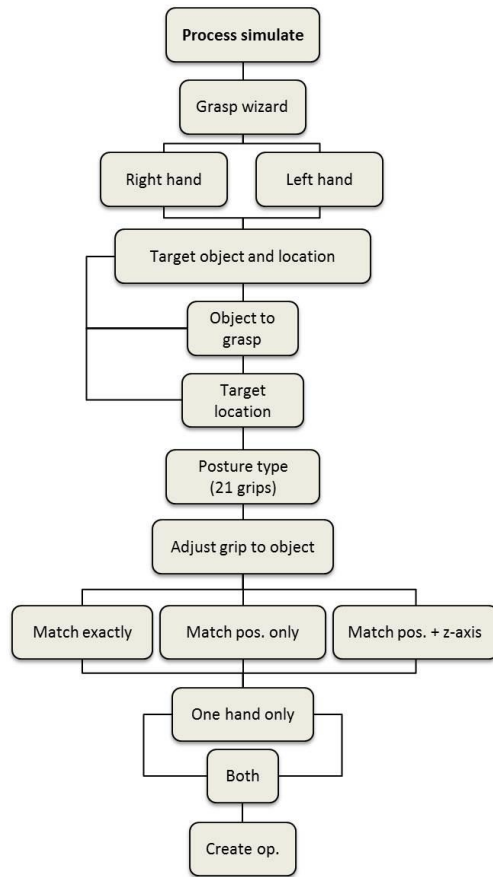 Process simulate
Grasp wizard
Right hand
Left hand
Target object and location
Object to
grasp
Target
location
Posture type
(21 grips)
Adjust grip to object
Match exactly
Match pos. only
Match pos. + z-axis
One hand only
Both
Create op.